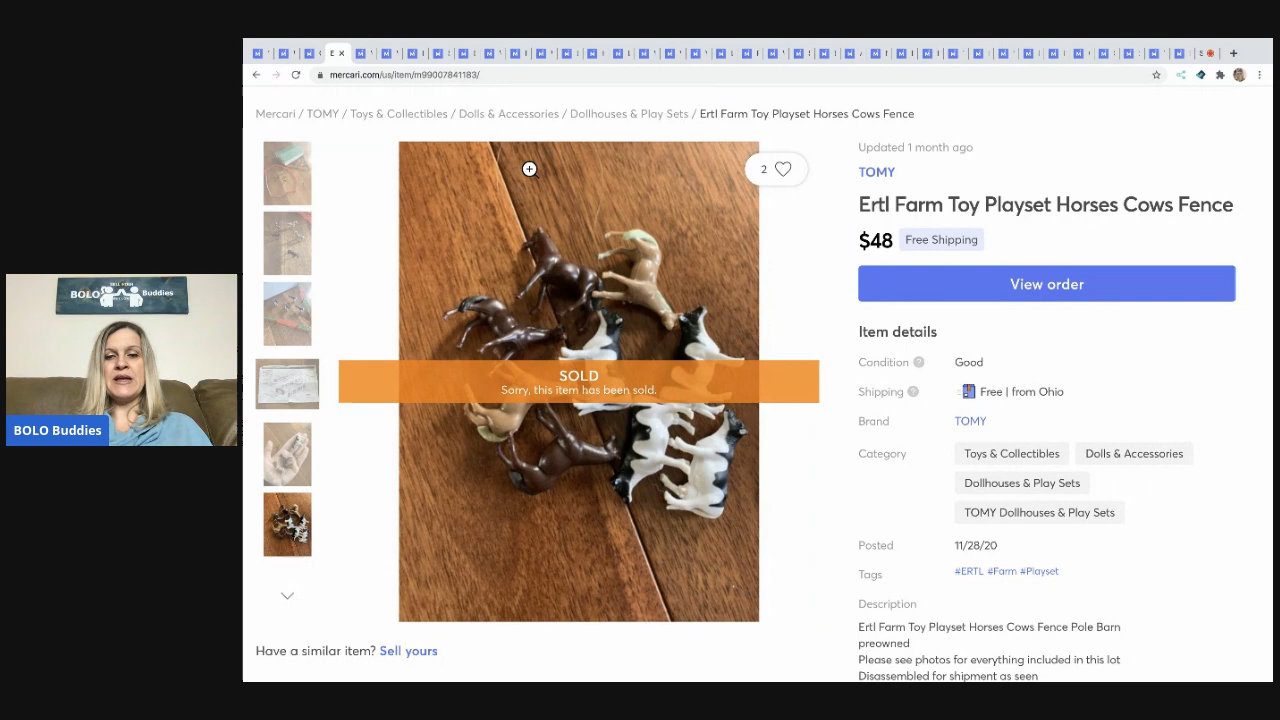 mercari.com/us/item/m99007841183/
Mercari / TOMY / Toys & Collectibles / Dolls & Accessories / Dollhouses & Play Sets / Ertl Farm Toy Playset Horses Cows Fence
Updated 1 month ago
TOMY
2
Ertl Farm Toy Playset Horses Cows Fence
$48 Free Shipping
View order
Item details
Condition Good
Shipping Free | from Ohio
Brand TOMY
Category Toys & Collectibles Dolls & Accessories
Dollhouses & Play Sets
TOMY Dollhouses & Play Sets
Posted 11/28/20
Tags #ERTL #Farm #Playset
Description
Ertl Farm Toy Playset Horses Cows Fence Pole Barn
preowned
Please see photos for everything included in this lot
Disassembled for shipment as seen
SOLD
Sorry, this item has been sold.
Have a similar item? Sell yours
BOLO Buddies
BOLO Buddies